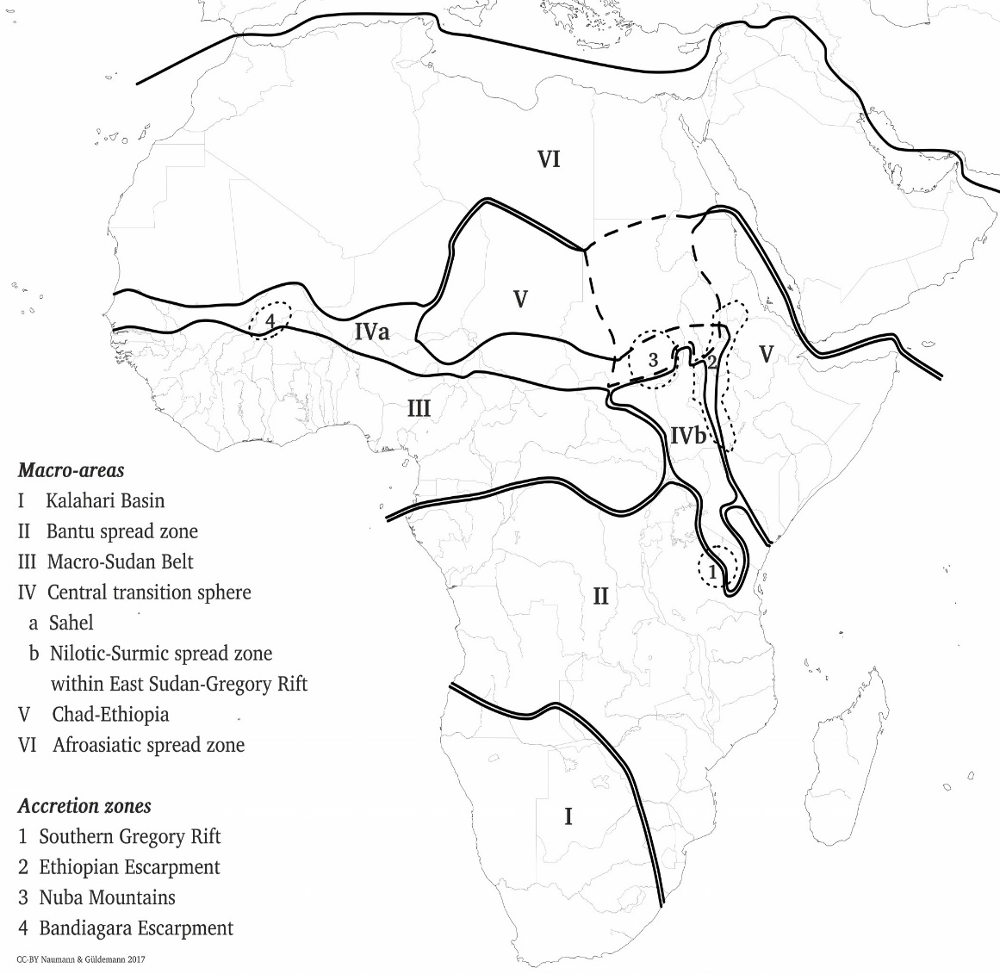 VI
V
4
IVa
3
2
V
III
IVb
1
II
I
Macro-areas
I Kalahari Basin
II Bantu spread zone
III Macro-Sudan Belt
IV Central transition sphere
a Sahel
b Nilotic-Surmic spread zone
within East Sudan-Gregory Rift
V Chad-Ethiopia
VI Afroasiatic spread zone
Accretion zones
1 Southern Gregory Rift
2 Ethiopian Escarpment
3 Nuba Mountains
4 Bandiagara Escarpment
CC-BY Naumann & Güldemann 2017